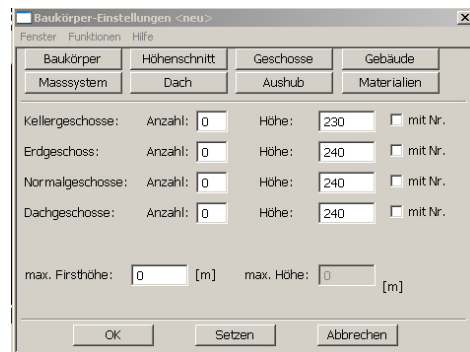 Baukörper-Einstellungen <neu>
Fenster Funktionen Hilfe
Baukörper Höhenschnitt Geschosse Gebäude
Masssystem Dach Aushub Materialien
Kellergeschosse: Anzahl: 0 Höhe: 230 mit Nr.
Erdgeschoss: Anzahl: 0 Höhe: 240 mit Nr.
Normalgeschosse: Anzahl: 0 Höhe: 240 mit Nr.
Dachgeschosse: Anzahl: 0 Höhe: 240 mit Nr.
max. Firsthöhe: 0 [m] max. Höhe: 0 [m]
OK Setzen Abbrechen